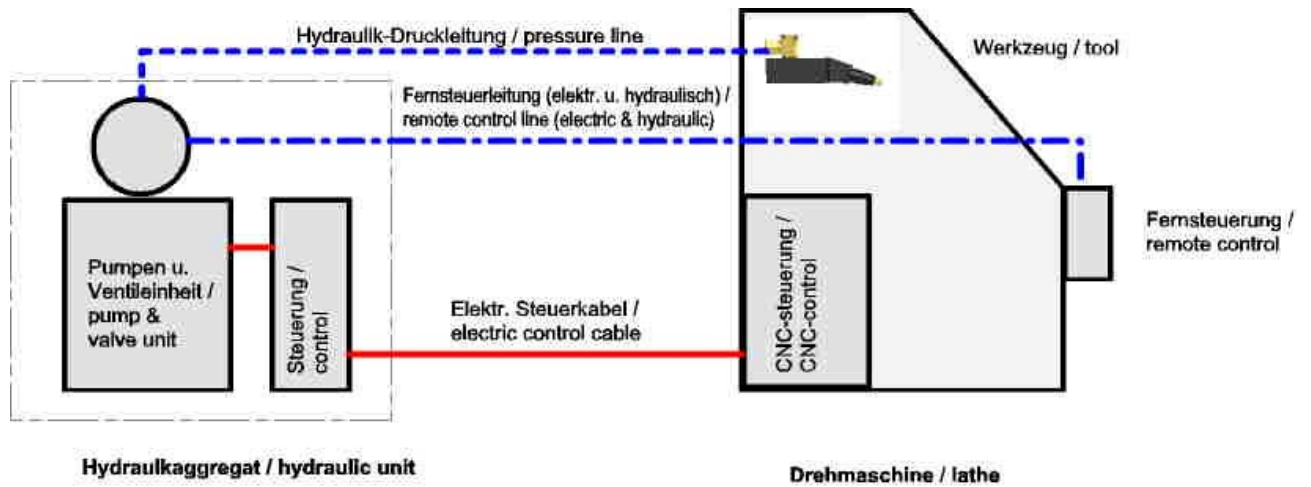 Hydraulik-Druckleitung / pressure line
Werkzeug / tool
Fernsteuerleitung (elektr. u. hydraulisch) /
remote control line (electric & hydraulic)
Fernsteuerung /
remote control
Pumpen u.
Ventileinheit /
pump &
valve unit
Steuerung /
control
Elektr. Steuerkabel /
electric control cable
CNC-steuerung /
CNC-control
Hydraulkaggregat / hydraulic unit
Drehmaschine / lathe